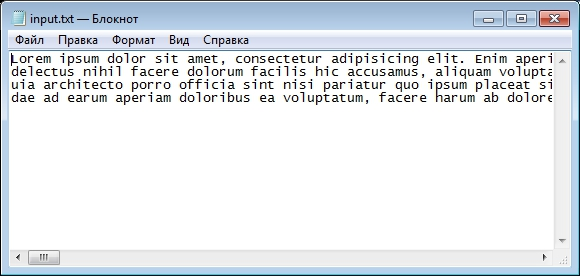 input.txt — Блокнот
Файл Правка Формат Вид Справка
Lorem ipsum dolor sit amet, consectetur adipisicing elit. Enim aperi
delectus nihil facere dolorum facilis hic accusamus, aliquam volupta
uia architecto porro officia sint nisi pariatur quo ipsum placeat si
dae ad earum aperiam doloribus ea voluptatum, facere harum ab dolore